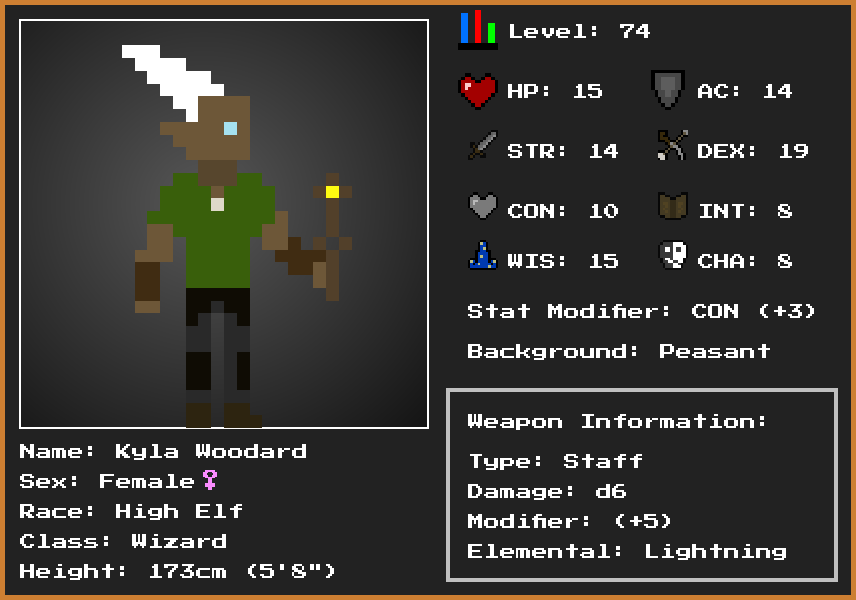 Level: 74
HP: 15 AC: 14
STR: 14 DEX: 19
CON: 10 INT: 8
WIS: 15 CHA: 8
Stat Modifier: CON (+3)
Background: Peasant
Weapon Information:
Type: Staff
Damage: d6
Modifier: (+5)
Elemental: Lightning
Name: Kyla Woodard
Sex: Female♀
Race: High Elf
Class: Wizard
Height: 173cm (5'8")